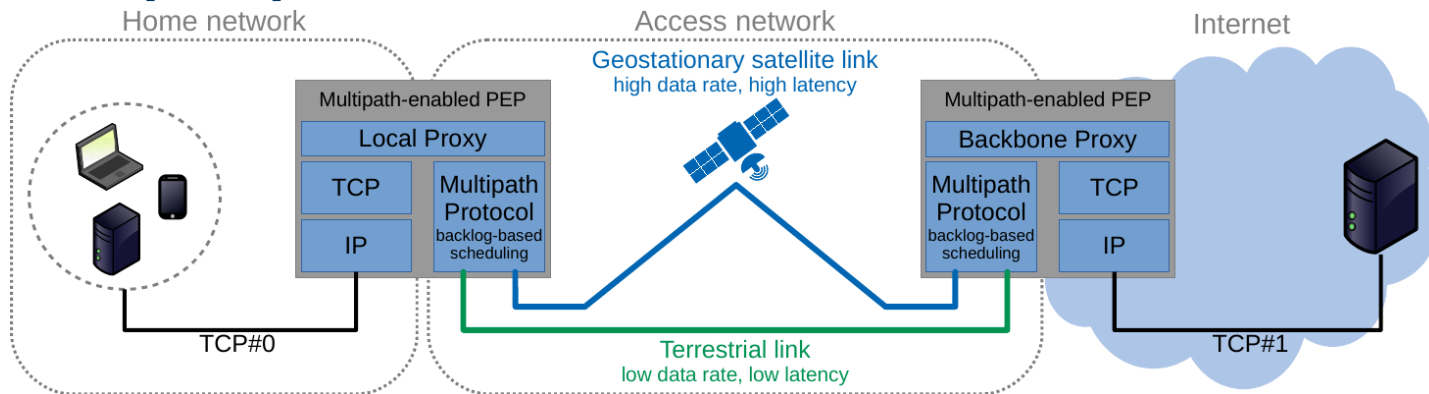 Home network
Access network
Internet
Geostationary satellite link
high data rate, high latency
Multipath-enabled PEP
Local Proxy
TCP
IP
Multipath
Protocol
backlog-based
scheduling
Multipath-enabled PEP
Backbone Proxy
Multipath
Protocol
backlog-based
scheduling
TCP
IP
TCP#0
Terrestrial link
low data rate, low latency
TCP#1